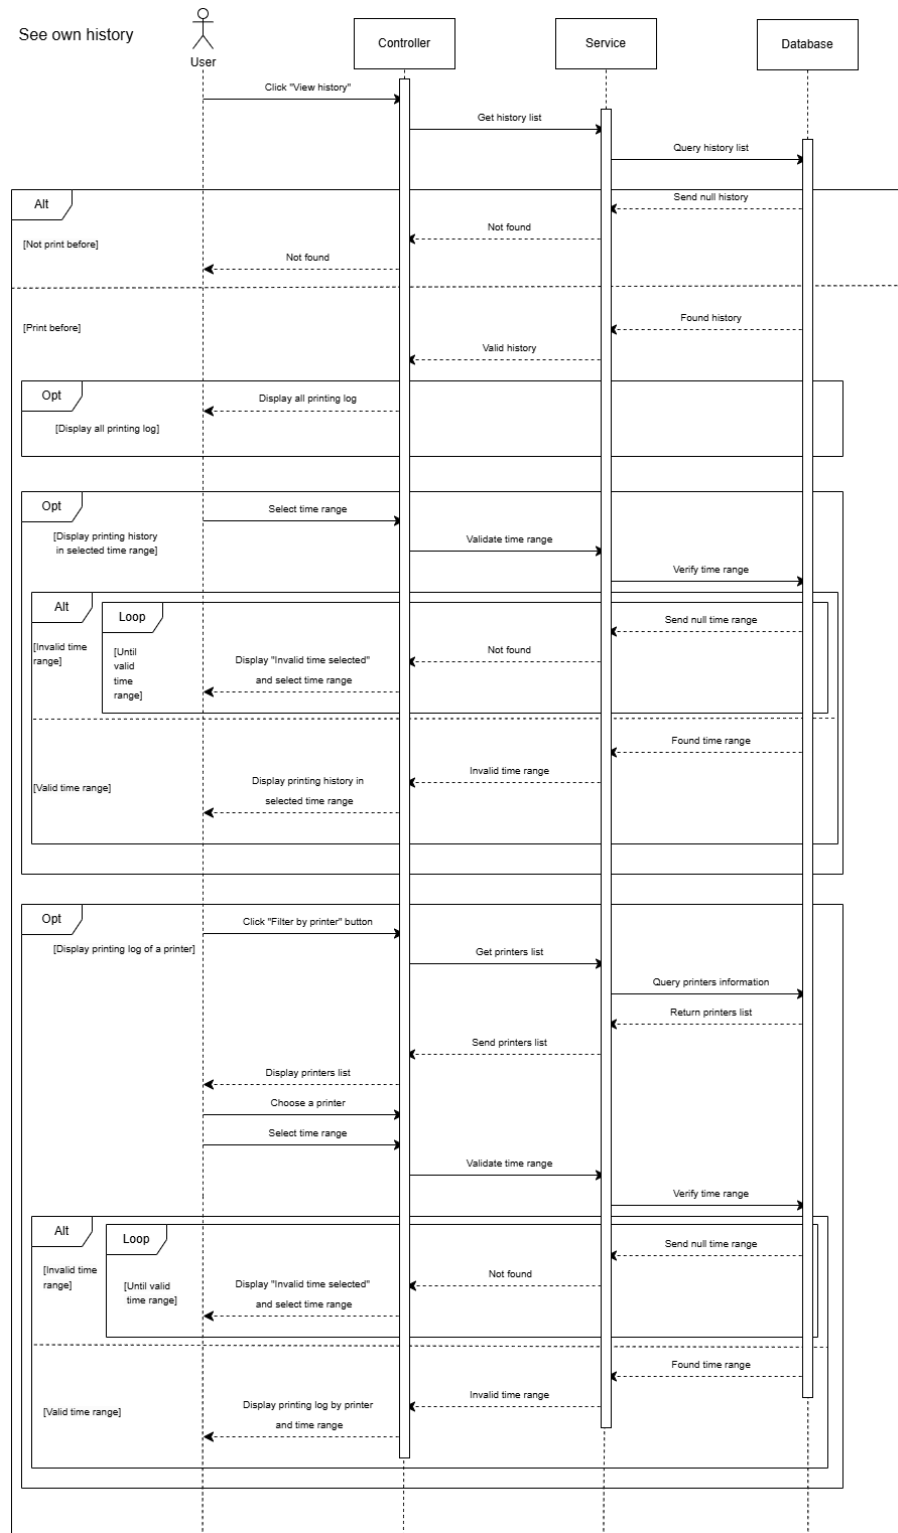 See own history
User
Controller
Service
Database
Click "View history"
Get history list
Query history list
Alt
Send null history
Not found
[Not print before]
Not found
Found history
[Print before]
Valid history
Opt
Display all printing log
[Display all printing log]
Opt
Select time range
[Display printing history
in selected time range]
Validate time range
Verify time range
Alt
Loop
Send null time range
[Invalid time
range]
[Until
valid
time
range]
Not found
Display "Invalid time selected"
and select time range
Found time range
Invalid time range
[Valid time range]
Display printing history in
selected time range
Opt
Click "Filter by printer" button
[Display printing log of a printer]
Get printers list
Query printers information
Return printers list
Send printers list
Display printers list
Choose a printer
Select time range
Validate time range
Verify time range
Alt
Loop
Send null time range
[Invalid time
range]
[Until valid
time range]
Not found
Display "Invalid time selected"
and select time range
Found time range
Invalid time range
[Valid time range]
Display printing log by printer
and time range